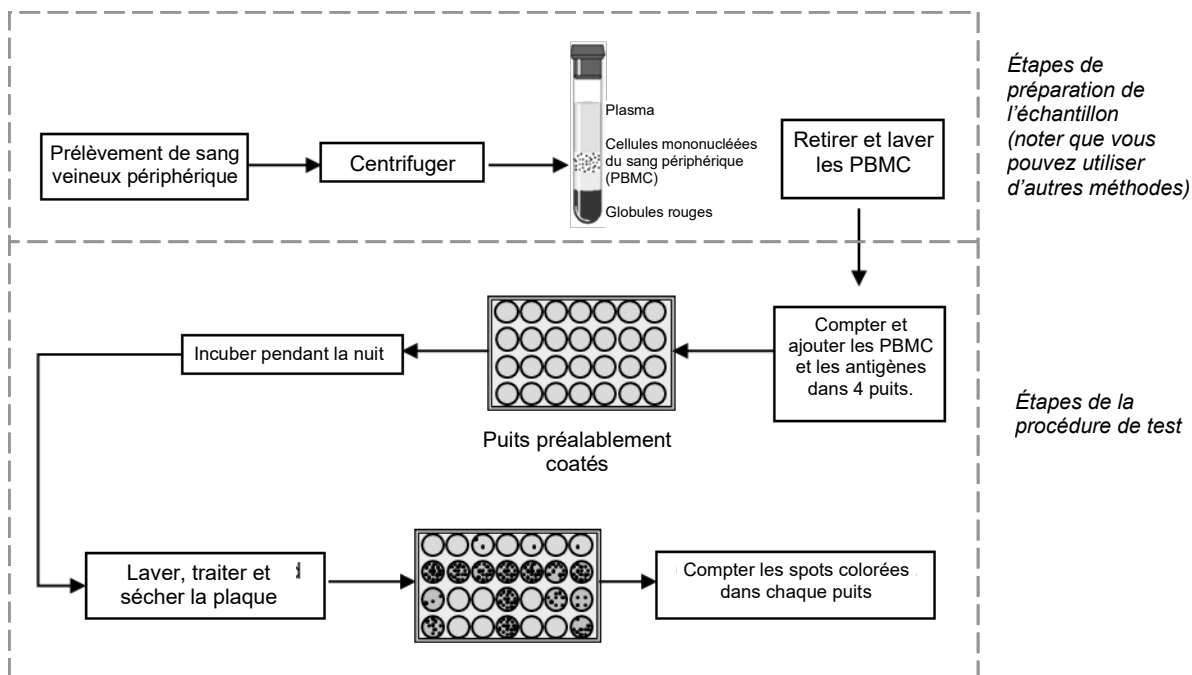 Prélèvement de sang
veineux périphérique
Centrifuger
Plasma
Cellules mononucléées
du sang périphérique
(PBMC)
Globules rouges
Retirer et laver
les PBMC
Étapes de
préparation de
l'échantillon
(noter que vous
pouvez utiliser
d'autres méthodes)
Compter et
ajouter les PBMC
et les antigènes
dans 4 puits.
Puits préalablement
coatés
Incuber pendant la nuit
Étapes de la
procédure de test
Laver, traiter et
sécher la plaque
Compter les spots colorées
dans chaque puits